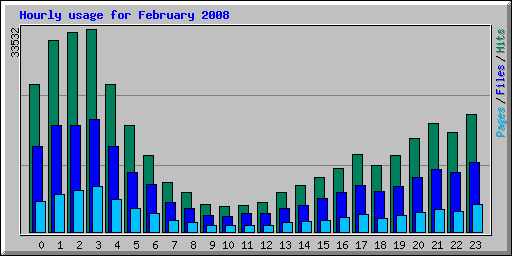 Hourly usage for February 2008
33532
Pages / Files / Hits
0 1 2 3 4 5 6 7 8 9 10 11 12 13 14 15 16 17 18 19 20 21 22 23